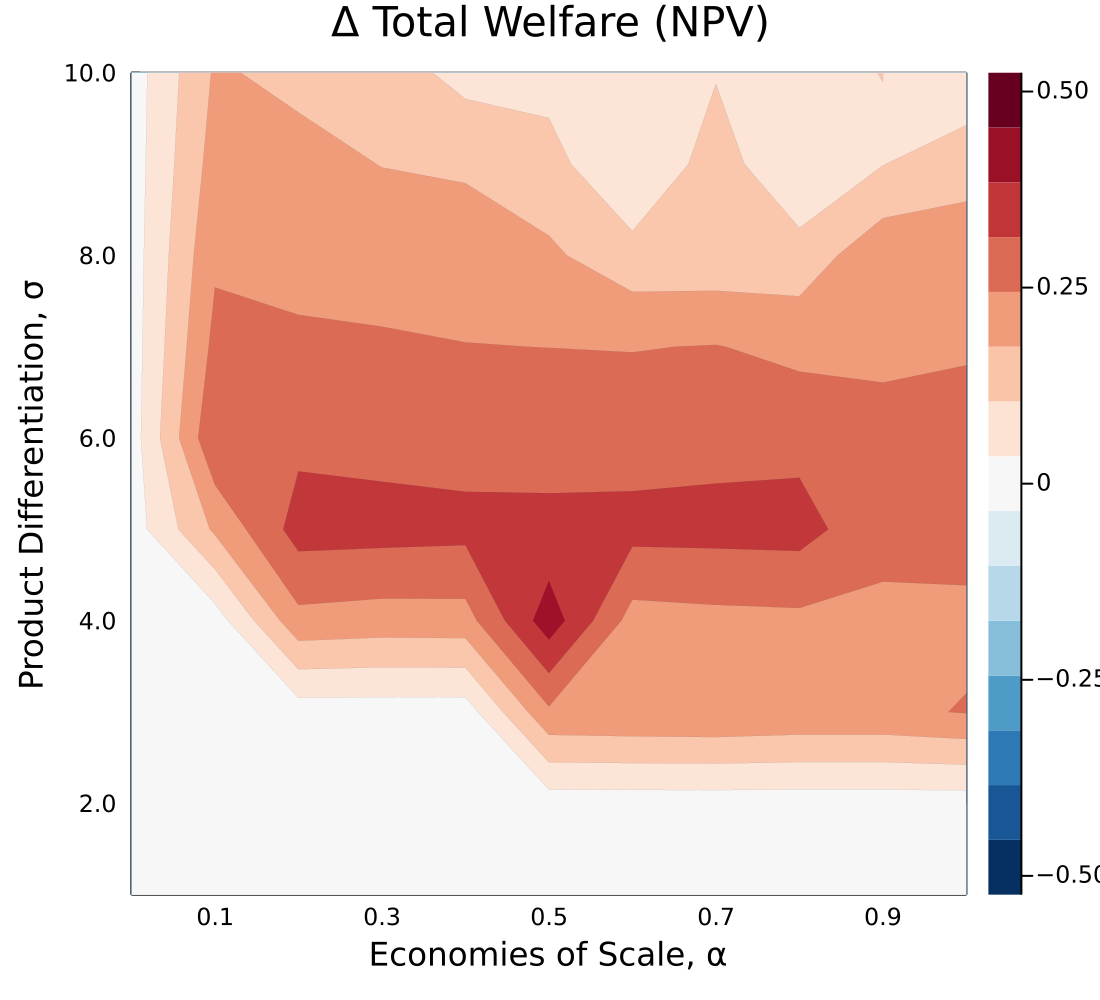 Δ Total Welfare (NPV)
10.0
8.0
6.0
4.0
2.0
Product Differentiation, σ
0.1 0.3 0.5 0.7 0.9
Economies of Scale, α
0.50
0.25
0
−0.25
−0.50